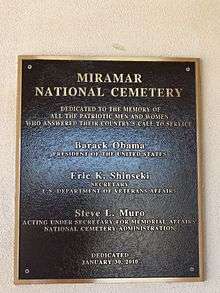 MIRAMAR
NATIONAL CEMETERY
DEDICATED TO THE MEMORY OF
ALL THE PATRIOTIC MEN AND WOMEN
WHO ANSWERED THEIR COUNTRY'S CALL TO SERVICE
Barack Obama
PRESIDENT OF THE UNITED STATES
Eric K. Shinseki
SECRETARY
U.S. DEPARTMENT OF VETERANS AFFAIRS
Steve L. Muro
ACTING UNDER SECRETARY FOR MEMORIAL AFFAIRS
NATIONAL CEMETERY ADMINISTRATION
DEDICATED
JANUARY 30, 2010